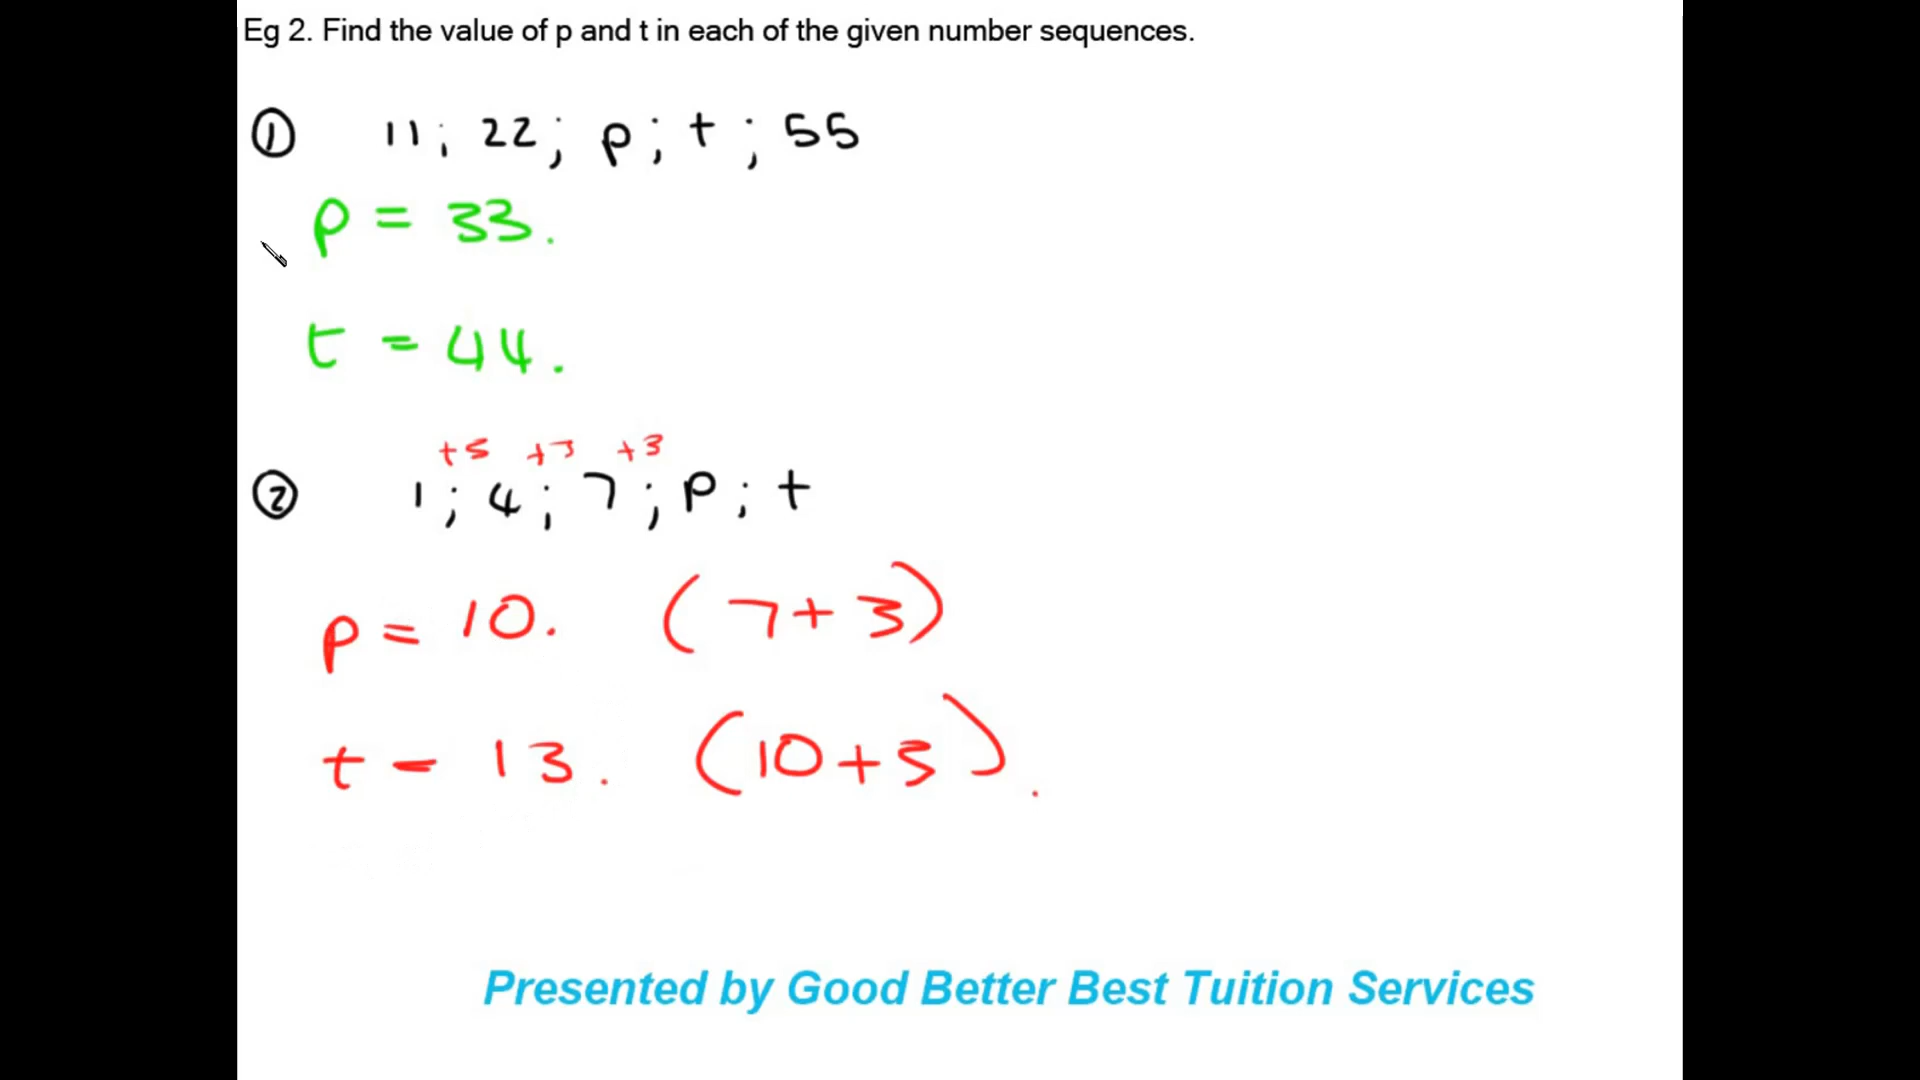 Eg 2. Find the value of p and t in each of the given number sequences.
① 11; 22; p; t; 55
p = 33.
t = 44.
+3 +3 +3
② 1; 4; 7; p; t
p = 10. (7+3)
t = 13. (10+3).
Presented by Good Better Best Tuition Services